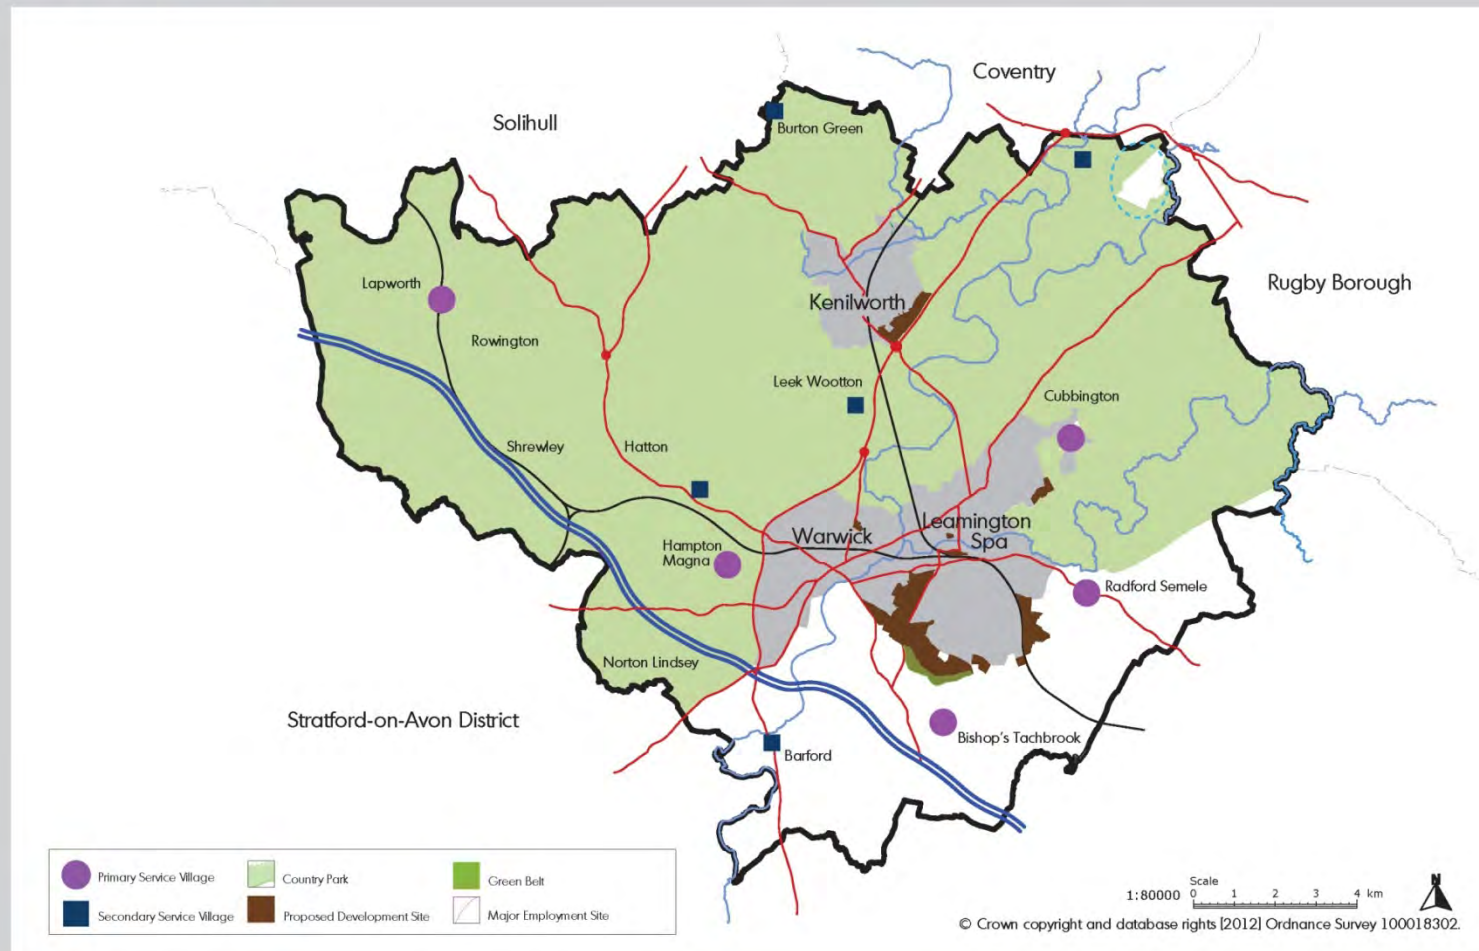 Coventry
Solihull
Burton Green
Rugby Borough
Lapworth
Kenilworth
Rowington
Leek Wootton
Cubbington
Shrewley
Hatton
Leamington
Spa
Warwick
Hampton
Magna
Radford Semele
Norton Lindsey
Stratford-on-Avon District
Bishop's Tachbrook
Barford
Primary Service Village
Country Park
Green Belt
Secondary Service Village
Proposed Development Site
Major Employment Site
1:80000
Scale
0 1 2 3 4 km
N
© Crown copyright and database rights [2012] Ordnance Survey 100018302.